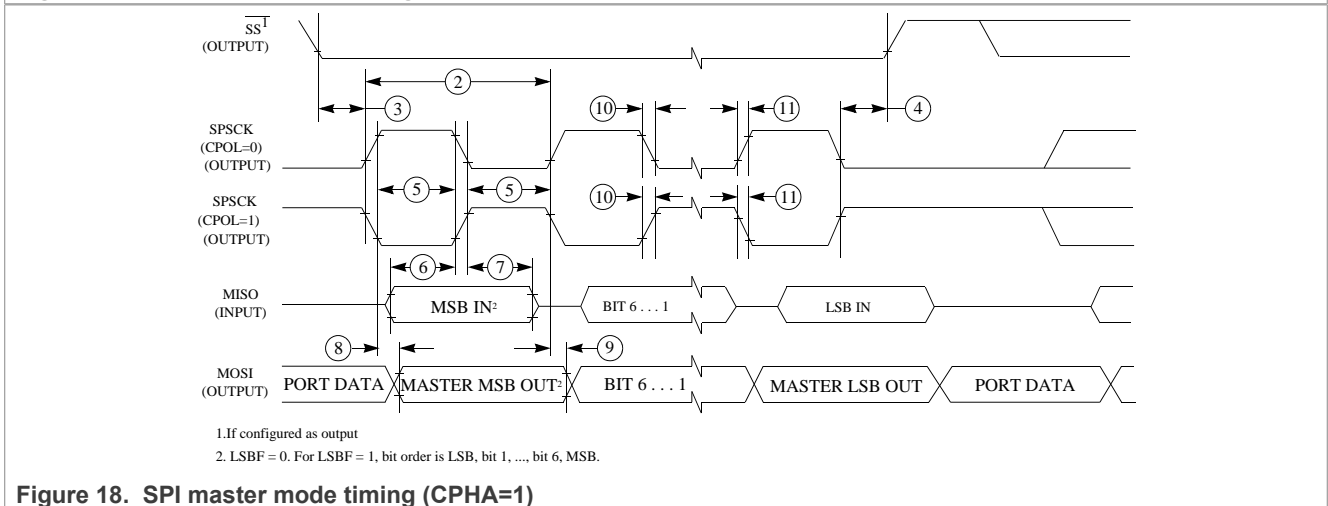 SS1
(OUTPUT)
2
3
10
11
4
SPSCK
(CPOL=0)
(OUTPUT)
5
5
SPSCK
(CPOL=1)
(OUTPUT)
10
11
6
7
MISO
(INPUT)
MSB IN2
BIT 6 . . . 1
LSB IN
8
9
MOSI
(OUTPUT)
PORT DATA
MASTER MSB OUT2
BIT 6 . . . 1
MASTER LSB OUT
PORT DATA
1.If configured as output
2. LSBF = 0. For LSBF = 1, bit order is LSB, bit 1, ..., bit 6, MSB.
Figure 18. SPI master mode timing (CPHA=1)